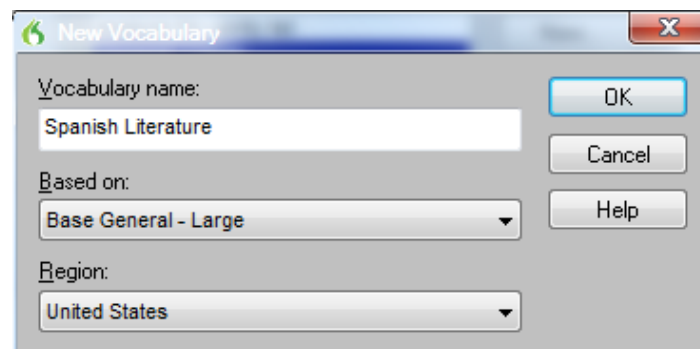 New Vocabulary
Vocabulary name:
OK
Spanish Literature
Cancel
Based on:
Base General - Large
Help
Region:
United States